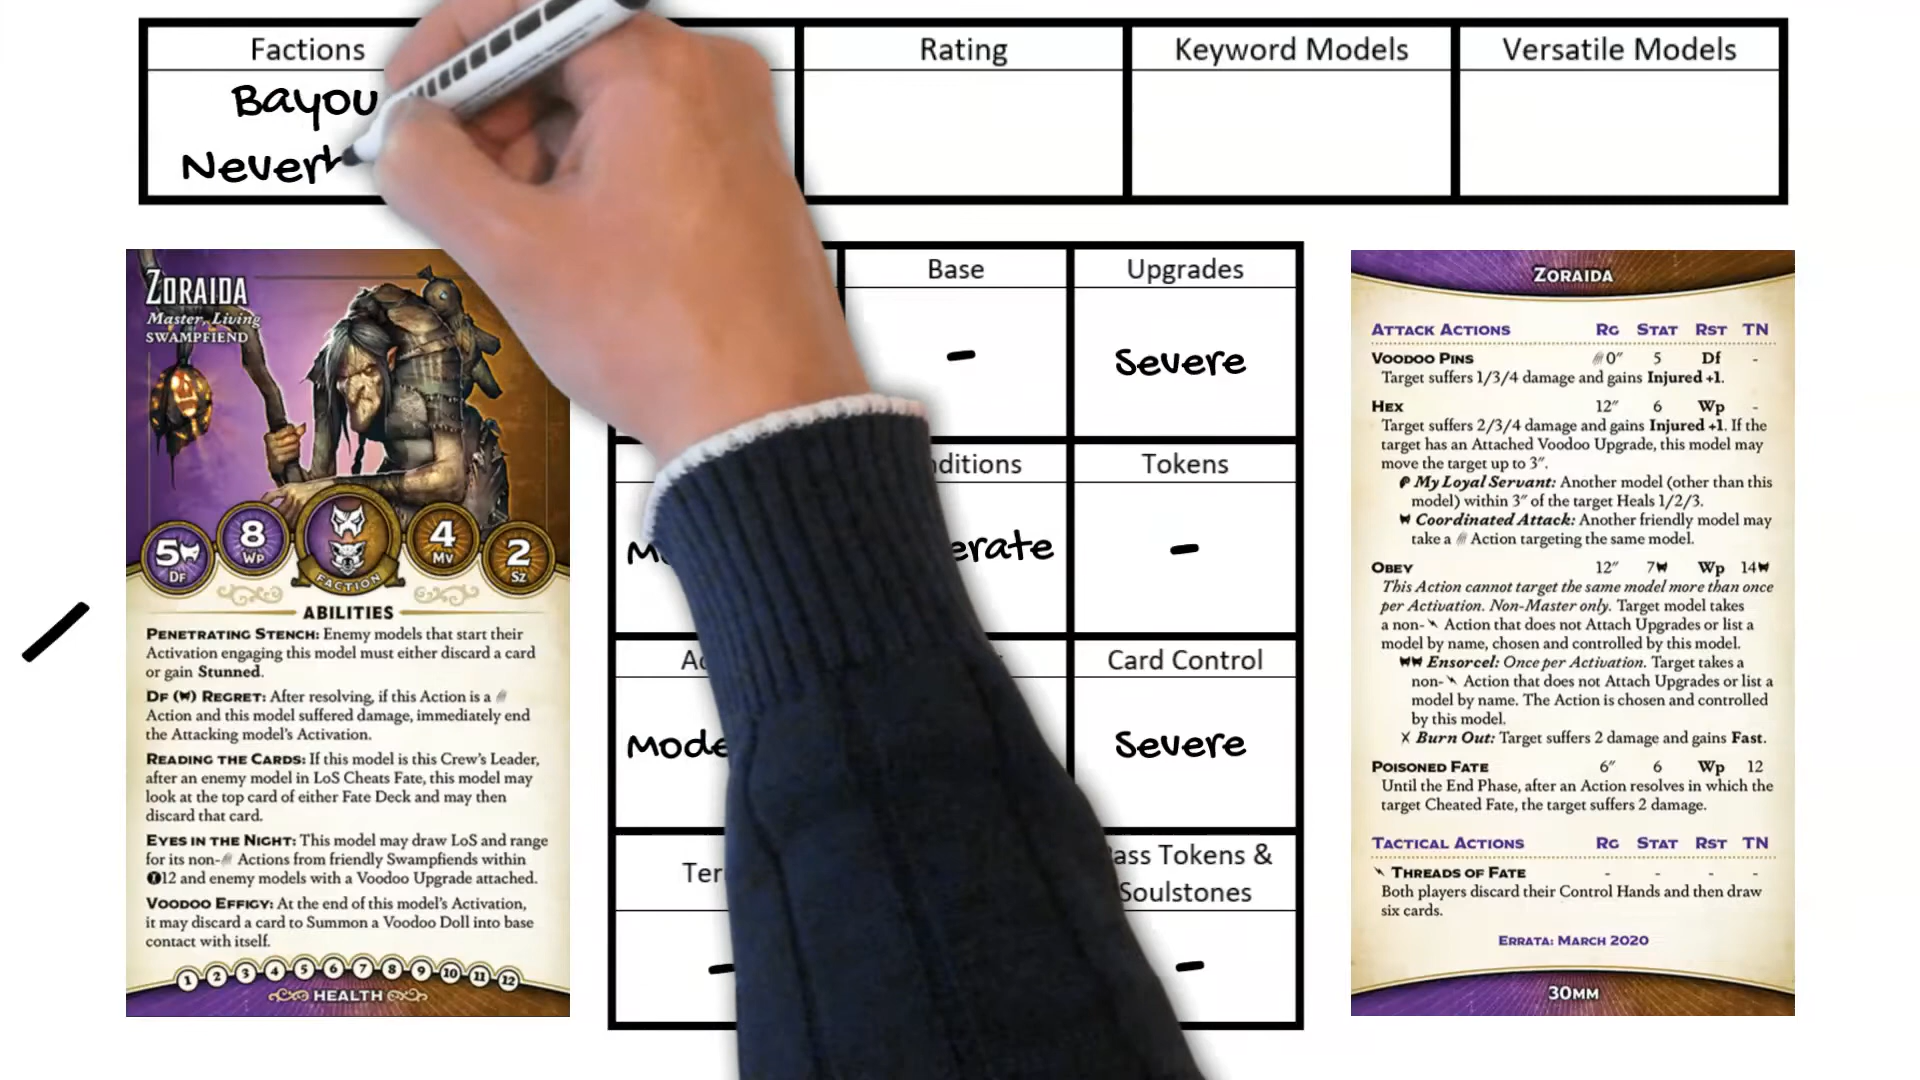 Factions
Rating
Keyword Models
Versatile Models
Bayou
Neverh
ZORAIDA
Master, Living
SWAMPFIEND
5 DF
8 WP
FACTION
4 MV
2 SZ
ABILITIES
PENETRATING STENCH: Enemy models that start their
Activation engaging this model must either discard a card
or gain Stunned.
DF () REGRET: After resolving, if this Action is a
Action and this model suffered damage, immediately end
the Attacking model's Activation.
READING THE CARDS: If this model is this Crew's Leader,
after an enemy model in LoS Cheats Fate, this model may
look at the top card of either Fate Deck and may then
discard that card.
EYES IN THE NIGHT: This model may draw LoS and range
for its non- Actions from friendly Swampfiends within
12 and enemy models with a Voodoo Upgrade attached.
VOODOO EFFIGY: At the end of this model's Activation,
it may discard a card to Summon a Voodoo Doll into base
contact with itself.
1 2 3 4 5 6 7 8 9 10 11 12
HEALTH
Base
Upgrades
-
Severe
nditions
Tokens
M
erate
-
Ac
Card Control
Mode
Severe
Ter
ass Tokens &
Soulstones
-
-
ZORAIDA
ATTACK ACTIONS RG STAT RST TN
VOODOO PINS 0" 5 Df -
Target suffers 1/3/4 damage and gains Injured +1.
HEX 12" 6 Wp -
Target suffers 2/3/4 damage and gains Injured +1. If the
target has an Attached Voodoo Upgrade, this model may
move the target up to 3".
My Loyal Servant: Another model (other than this
model) within 3" of the target Heals 1/2/3.
Coordinated Attack: Another friendly model may
take a Action targeting the same model.
OBEY 12" 7 Wp 14
This Action cannot target the same model more than once
per Activation. Non-Master only. Target model takes
a non- Action that does not Attach Upgrades or list a
model by name, chosen and controlled by this model.
Ensorcel: Once per Activation. Target takes a
non- Action that does not Attach Upgrades or list a
model by name. The Action is chosen and controlled
by this model.
Burn Out: Target suffers 2 damage and gains Fast.
POISONED FATE 6" 6 Wp 12
Until the End Phase, after an Action resolves in which the
target Cheated Fate, the target suffers 2 damage.
TACTICAL ACTIONS RG STAT RST TN
THREADS OF FATE - - - -
Both players discard their Control Hands and then draw
six cards.
ERRATA: MARCH 2020
30MM